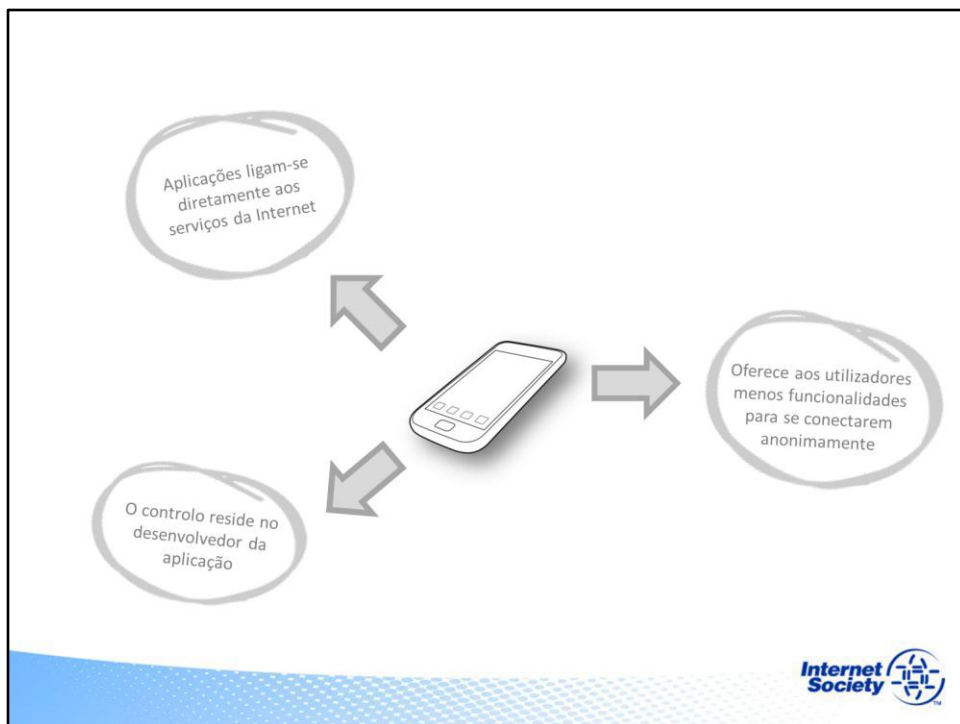 Aplicações ligam-se
diretamente aos
serviços da Internet
Oferece aos utilizadores
menos funcionalidades
para se conectarem
anonimamente
O controlo reside no
desenvolvedor da
aplicação
Internet
Society
TM